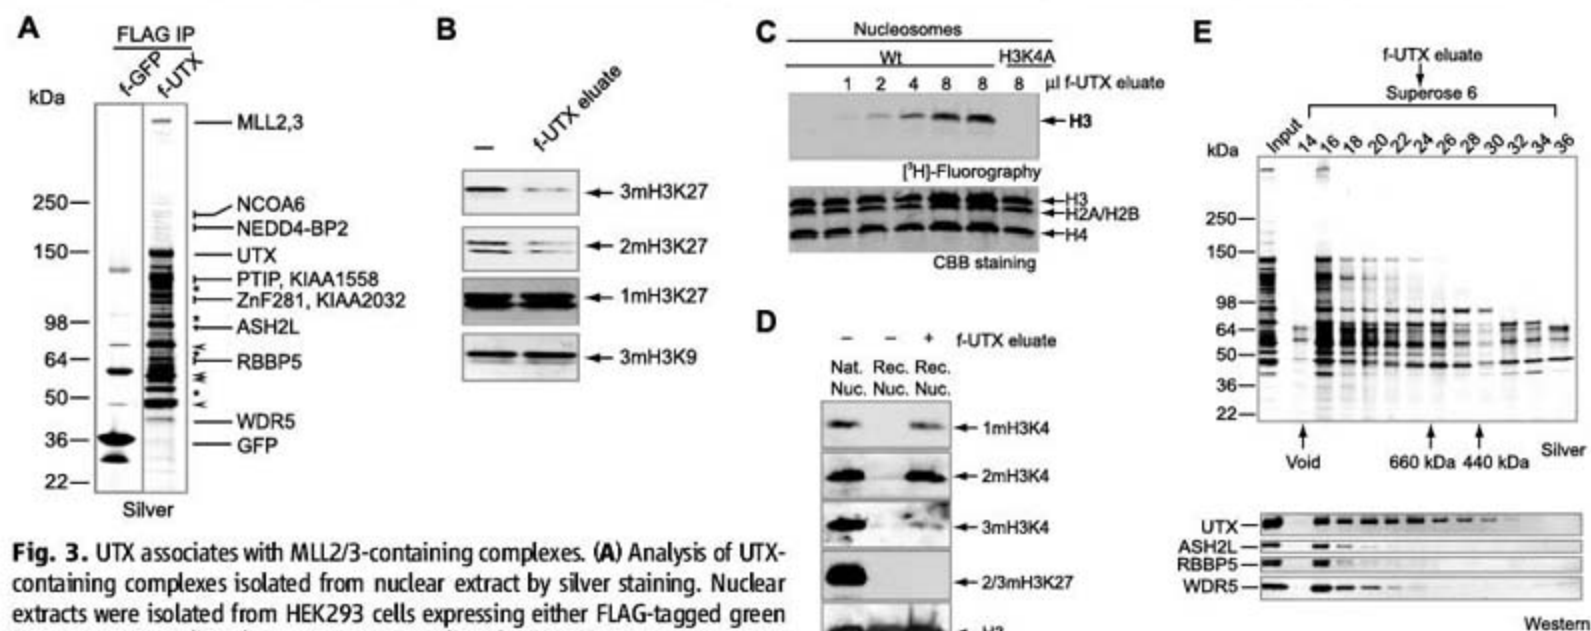 A
FLAG IP
f-GFP
f-UTX
kDa
MLL2,3
250
NCOA6
NEDD4-BP2
150
UTX
PTIP, KIAA1558
ZnF281, KIAA2032
98
ASH2L
64
RBBP5
50
WDR5
36
GFP
22
Silver
B
–
f-UTX eluate
3mH3K27
2mH3K27
1mH3K27
3mH3K9
C
Nucleosomes
Wt
H3K4A
1 2 4 8 8 8 μl f-UTX eluate
H3
[³H]-Fluorography
H3
H2A/H2B
H4
CBB staining
D
– – + f-UTX eluate
Nat. Rec. Rec.
Nuc. Nuc. Nuc.
1mH3K4
2mH3K4
3mH3K4
2/3mH3K27
H3
E
f-UTX eluate
Superose 6
Input 14 16 18 20 22 24 26 28 30 32 34 36
kDa
250
150
98
64
50
36
22
Void
660 kDa 440 kDa
Silver
UTX
ASH2L
RBBP5
WDR5
Western
Fig. 3. UTX associates with MLL2/3-containing complexes. (A) Analysis of UTX-
containing complexes isolated from nuclear extract by silver staining. Nuclear
extracts were isolated from HEK293 cells expressing either FLAG-tagged green